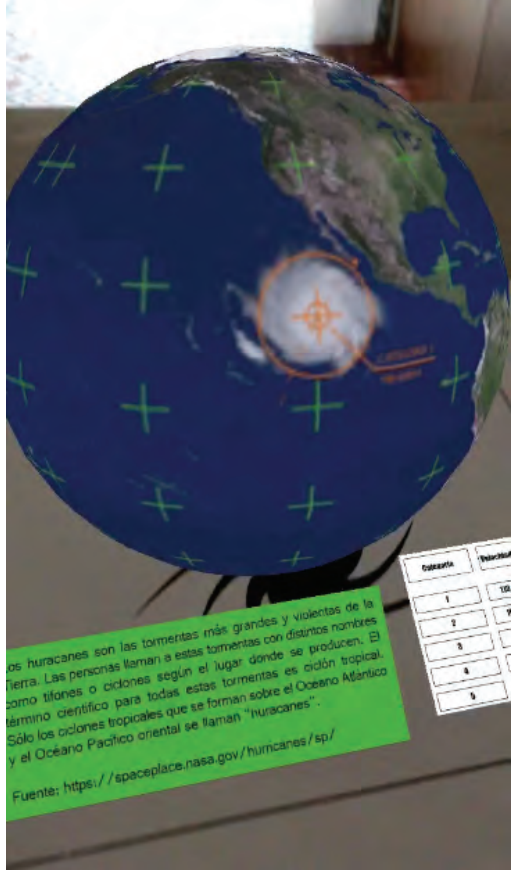 Los huracanes son las tormentas más grandes y violentas de la
Tierra. Las personas llaman a estas tormentas con distintos nombres
como tifones o ciclones según el lugar donde se producen. El
término científico para todas estas tormentas es ciclón tropical.
Sólo los ciclones tropicales que se forman sobre el Océano Atlántico
y el Océano Pacífico oriental se llaman "huracanes".
Fuente: https://spaceplace.nasa.gov/hurricanes/sp/
Categoría Velocidad
1
2
3
4
5